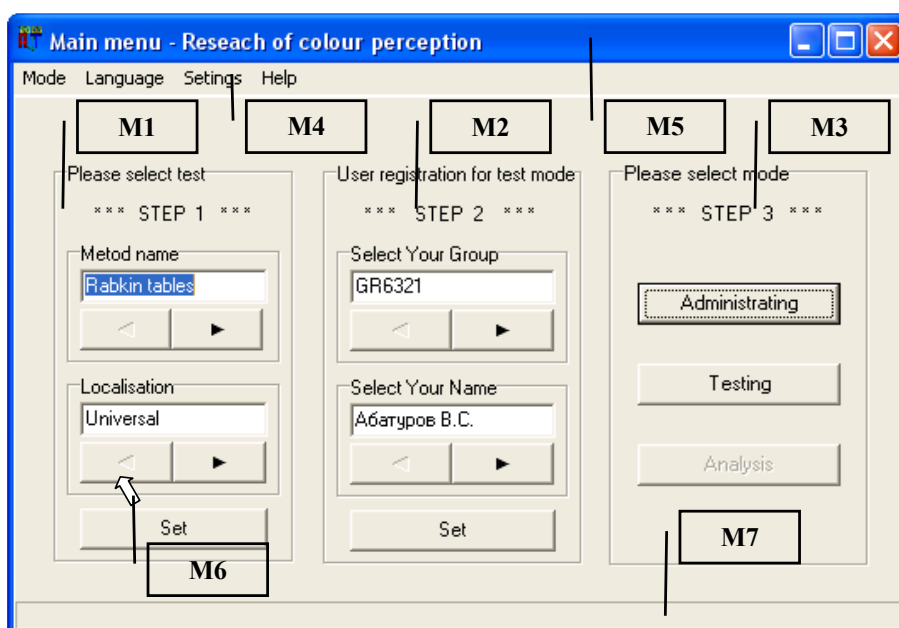 Main menu - Reseach of colour perception
Mode Language Setings Help
M1 M4 M2 M5 M3
Please select test
*** STEP 1 ***
Metod name
Rabkin tables
Localisation
Universal
Set
M6
User registration for test mode
*** STEP 2 ***
Select Your Group
GR6321
Select Your Name
Абатуров В.С.
Set
Please select mode
*** STEP 3 ***
Administrating
Testing
Analysis
M7